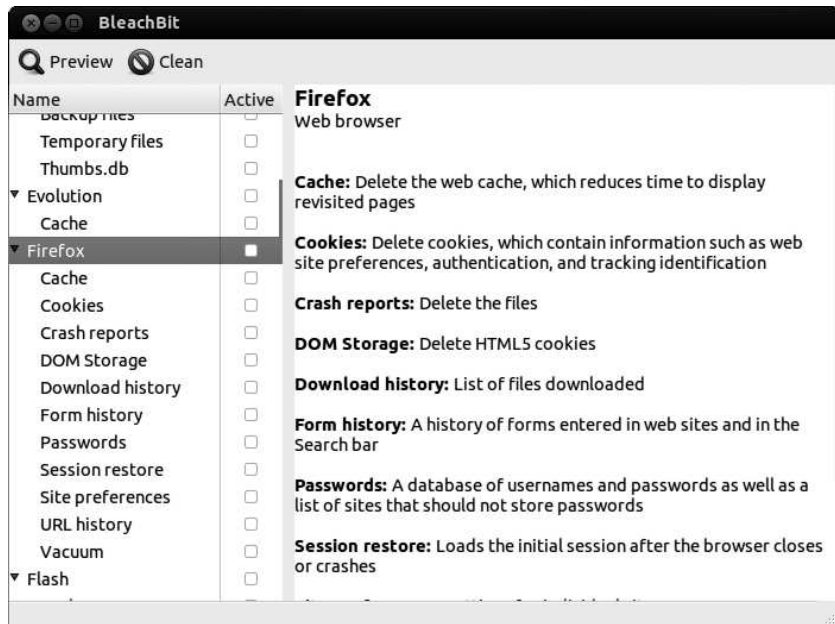 BleachBit
Preview Clean
Name Active
Backup files
Temporary files
Thumbs.db
Evolution
Cache
Firefox
Cache
Cookies
Crash reports
DOM Storage
Download history
Form history
Passwords
Session restore
Site preferences
URL history
Vacuum
Flash
Firefox
Web browser
Cache: Delete the web cache, which reduces time to display
revisited pages
Cookies: Delete cookies, which contain information such as web
site preferences, authentication, and tracking identification
Crash reports: Delete the files
DOM Storage: Delete HTML5 cookies
Download history: List of files downloaded
Form history: A history of forms entered in web sites and in the
Search bar
Passwords: A database of usernames and passwords as well as a
list of sites that should not store passwords
Session restore: Loads the initial session after the browser closes
or crashes